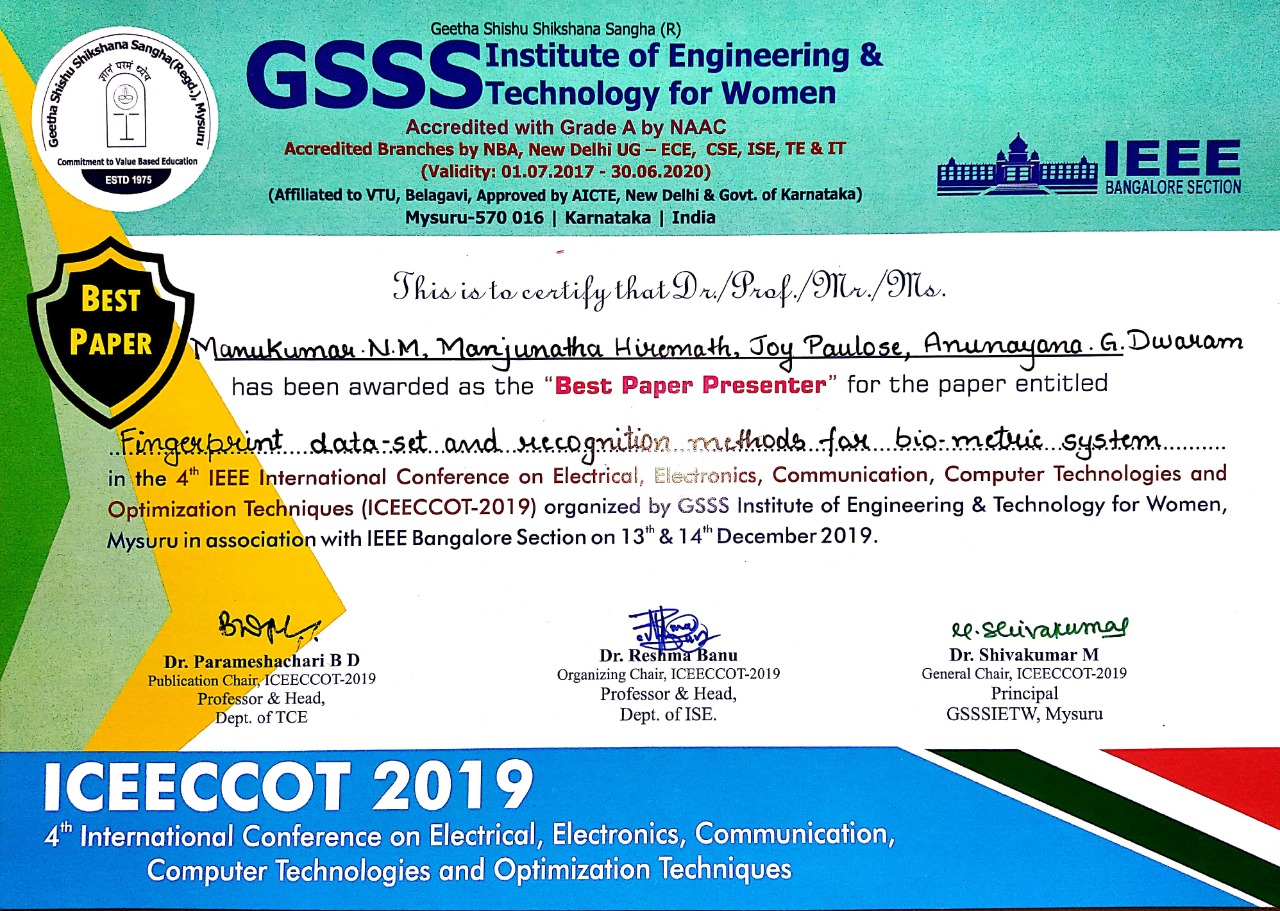 Geetha Shishu Shikshana Sangha (R)
GSSS Institute of Engineering &
Technology for Women
Accredited with Grade A by NAAC
Accredited Branches by NBA, New Delhi UG – ECE, CSE, ISE, TE & IT
(Validity: 01.07.2017 - 30.06.2020)
(Affiliated to VTU, Belagavi, Approved by AICTE, New Delhi & Govt. of Karnataka)
Mysuru-570 016 | Karnataka | India
Geetha Shishu Shikshana Sangha(Regd.), Mysuru
ज्ञानं परमं ध्येयं
Commitment to Value Based Education
ESTD 1975
IEEE
BANGALORE SECTION
BEST
PAPER
This is to certify that Dr./Prof./Mr./Ms.
Manukumar.N.M, Manjunatha Hiremath, Joy Paulose, Anunayana.G.Dwaram
has been awarded as the “Best Paper Presenter” for the paper entitled
Fingerprint data-set and recognition methods for bio-metric system
in the 4th IEEE International Conference on Electrical, Electronics, Communication, Computer Technologies and
Optimization Techniques (ICEECCOT-2019) organized by GSSS Institute of Engineering & Technology for Women,
Mysuru in association with IEEE Bangalore Section on 13th & 14th December 2019.
M.Shivakumar
Dr. Parameshachari B D
Publication Chair, ICEECCOT-2019
Professor & Head,
Dept. of TCE
Dr. Reshma Banu
Organizing Chair, ICEECCOT-2019
Professor & Head,
Dept. of ISE.
Dr. Shivakumar M
General Chair, ICEECCOT-2019
Principal
GSSSIETW, Mysuru
ICEECCOT 2019
4th International Conference on Electrical, Electronics, Communication,
Computer Technologies and Optimization Techniques